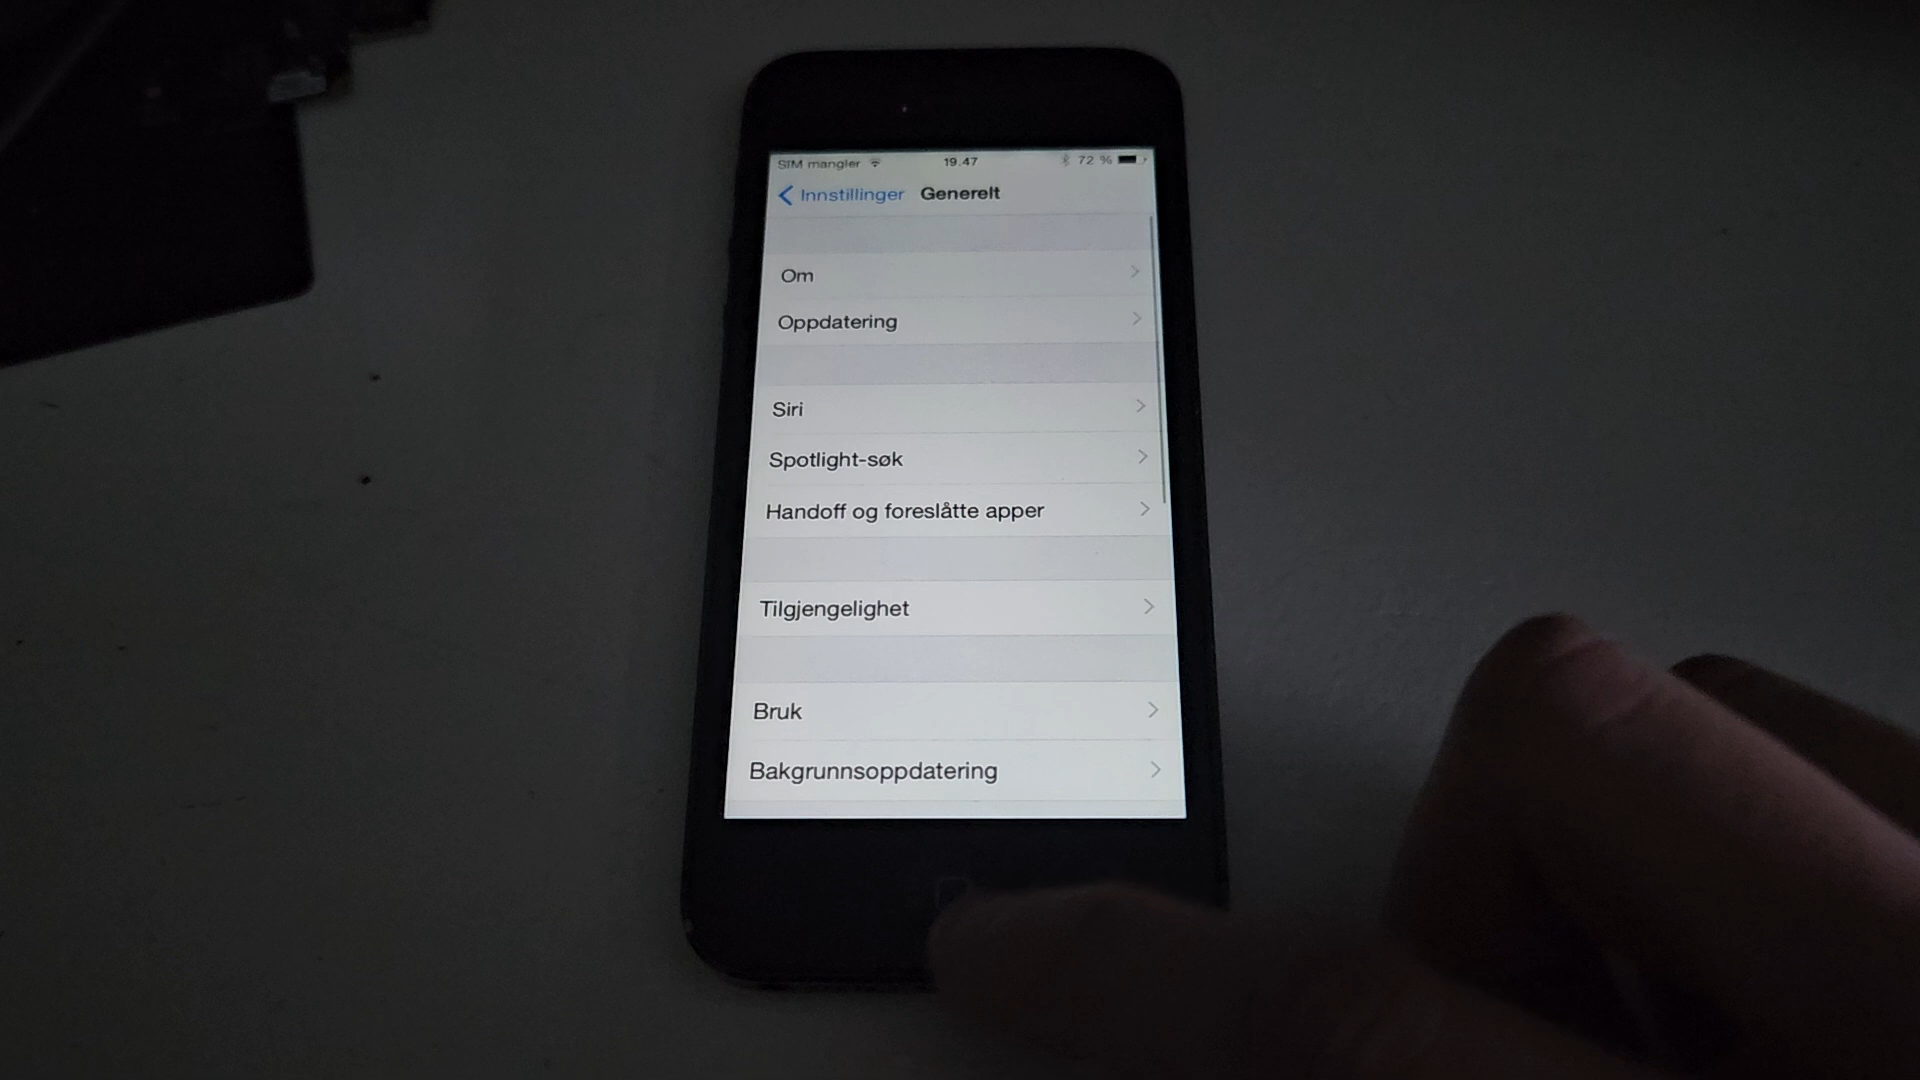 SIM mangler 19.47 72 %
Innstillinger Generelt
Om
Oppdatering
Siri
Spotlight-søk
Handoff og foreslåtte apper
Tilgjengelighet
Bruk
Bakgrunnsoppdatering